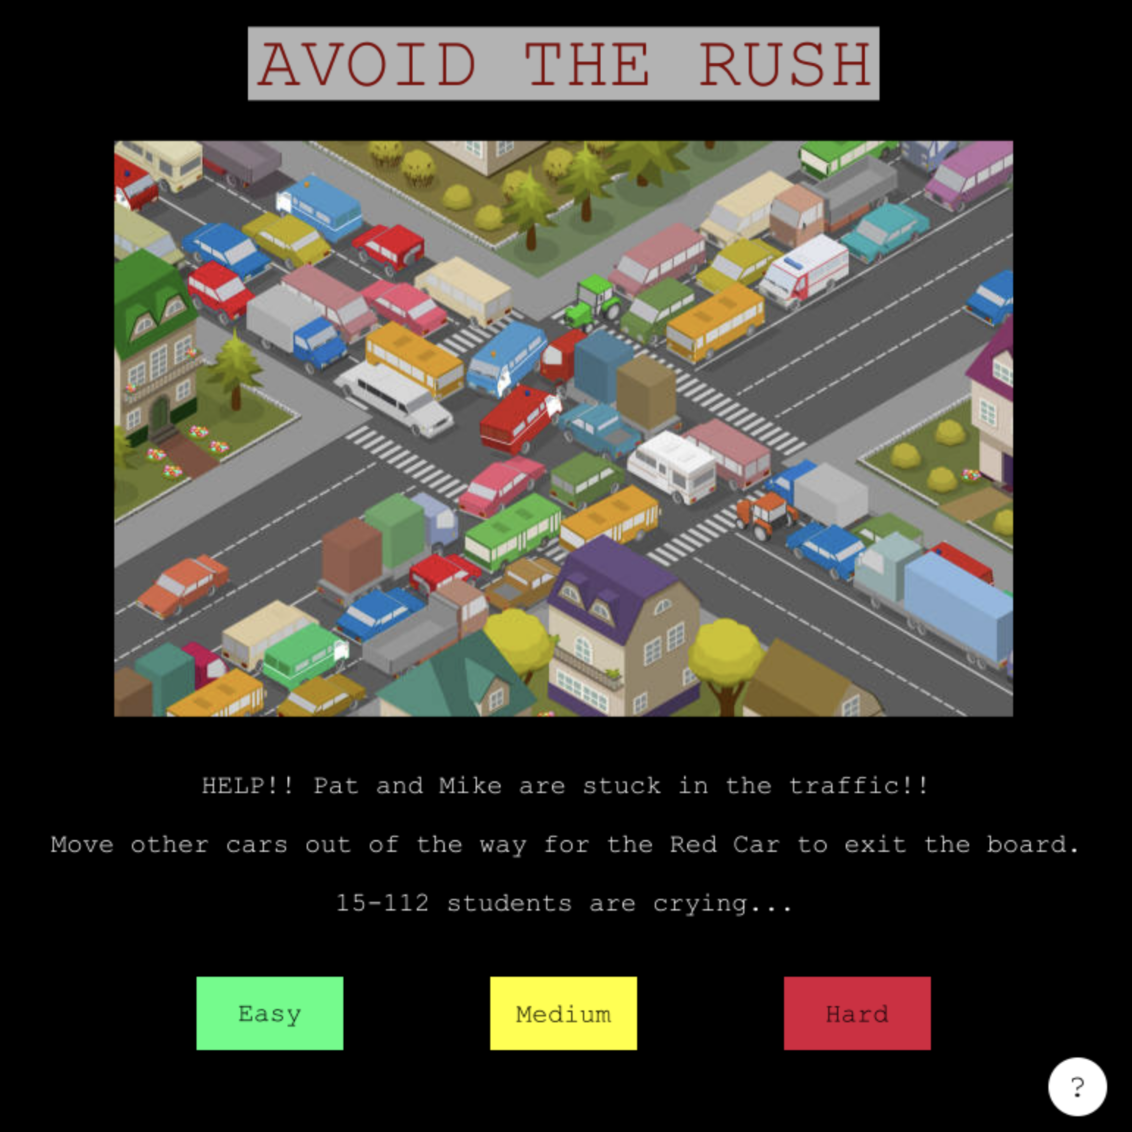 AVOID THE RUSH
HELP!! Pat and Mike are stuck in the traffic!!
Move other cars out of the way for the Red Car to exit the board.
15-112 students are crying...
Easy
Medium
Hard
?